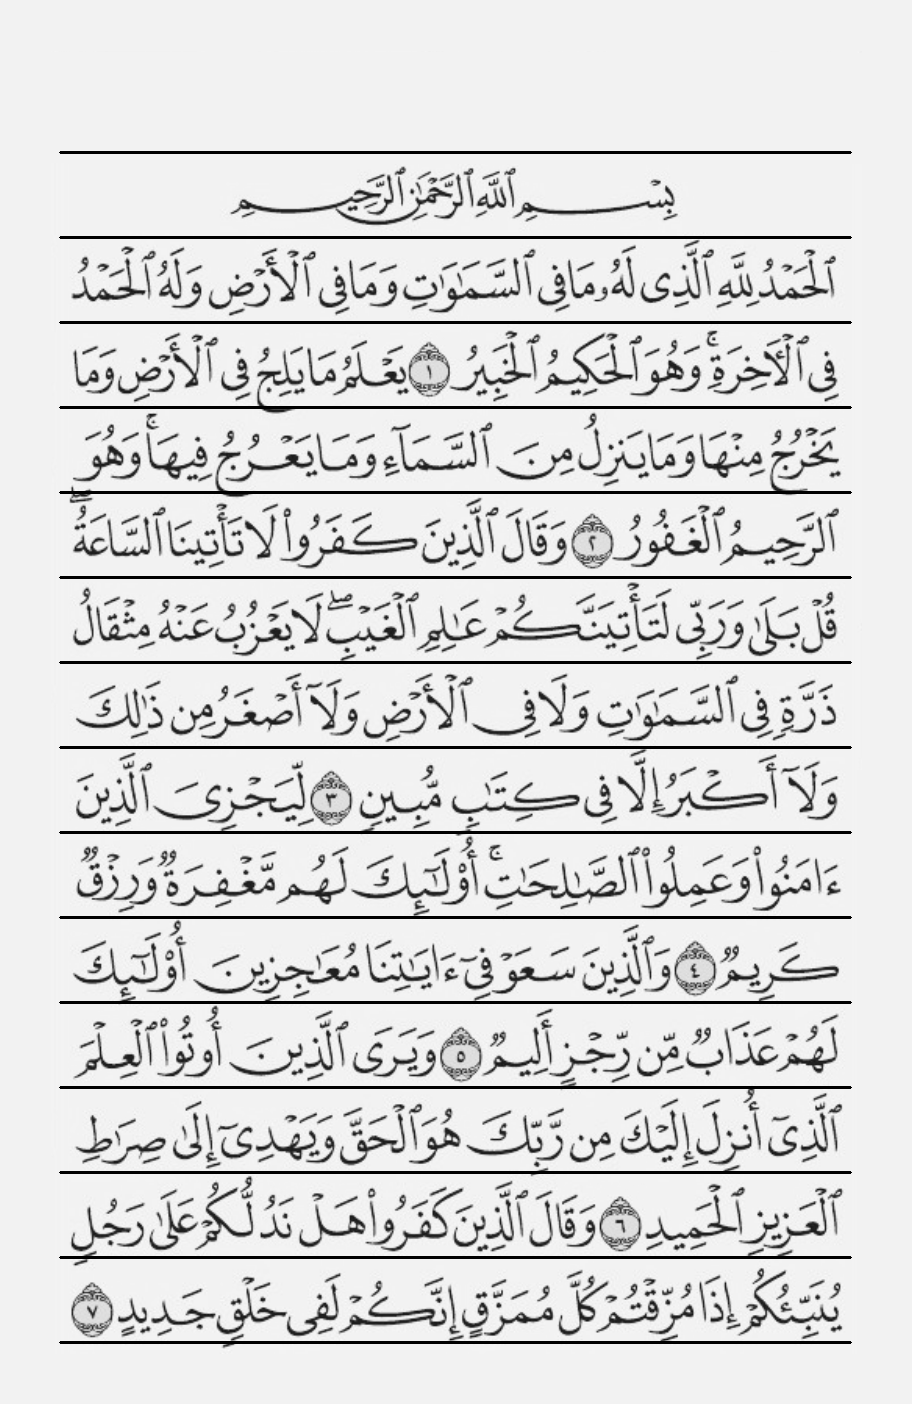 بِسْمِ ٱللَّهِ ٱلرَّحْمَٰنِ ٱلرَّحِيمِ
ٱلْحَمْدُ لِلَّهِ ٱلَّذِى لَهُۥ مَا فِى ٱلسَّمَٰوَٰتِ وَمَا فِى ٱلْأَرْضِ وَلَهُ ٱلْحَمْدُ
فِى ٱلْءَاخِرَةِ ۚ وَهُوَ ٱلْحَكِيمُ ٱلْخَبِيرُ ١ يَعْلَمُ مَا يَلِجُ فِى ٱلْأَرْضِ وَمَا
يَخْرُجُ مِنْهَا وَمَا يَنزِلُ مِنَ ٱلسَّمَآءِ وَمَا يَعْرُجُ فِيهَا ۚ وَهُوَ
ٱلرَّحِيمُ ٱلْغَفُورُ ٢ وَقَالَ ٱلَّذِينَ كَفَرُوا۟ لَا تَأْتِينَا ٱلسَّاعَةُ ۖ
قُلْ بَلَىٰ وَرَبِّى لَتَأْتِيَنَّكُمْ عَٰلِمِ ٱلْغَيْبِ ۖ لَا يَعْزُبُ عَنْهُ مِثْقَالُ
ذَرَّةٍ فِى ٱلسَّمَٰوَٰتِ وَلَا فِى ٱلْأَرْضِ وَلَآ أَصْغَرُ مِن ذَٰلِكَ
وَلَآ أَكْبَرُ إِلَّا فِى كِتَٰبٍ مُّبِينٍ ٣ لِّيَجْزِىَ ٱلَّذِينَ
ءَامَنُوا۟ وَعَمِلُوا۟ ٱلصَّٰلِحَٰتِ ۚ أُو۟لَٰٓئِكَ لَهُم مَّغْفِرَةٌ وَرِزْقٌ
كَرِيمٌ ٤ وَٱلَّذِينَ سَعَوْ فِىٓ ءَايَٰتِنَا مُعَٰجِزِينَ أُو۟لَٰٓئِكَ
لَهُمْ عَذَابٌ مِّن رِّجْزٍ أَلِيمٌ ٥ وَيَرَى ٱلَّذِينَ أُوتُوا۟ ٱلْعِلْمَ
ٱلَّذِىٓ أُنزِلَ إِلَيْكَ مِن رَّبِّكَ هُوَ ٱلْحَقَّ وَيَهْدِىٓ إِلَىٰ صِرَٰطِ
ٱلْعَزِيزِ ٱلْحَمِيدِ ٦ وَقَالَ ٱلَّذِينَ كَفَرُوا۟ هَلْ نَدُلُّكُمْ عَلَىٰ رَجُلٍ
يُنَبِّئُكُمْ إِذَا مُزِّقْتُمْ كُلَّ مُمَزَّقٍ إِنَّكُمْ لَفِى خَلْقٍ جَدِيدٍ ٧